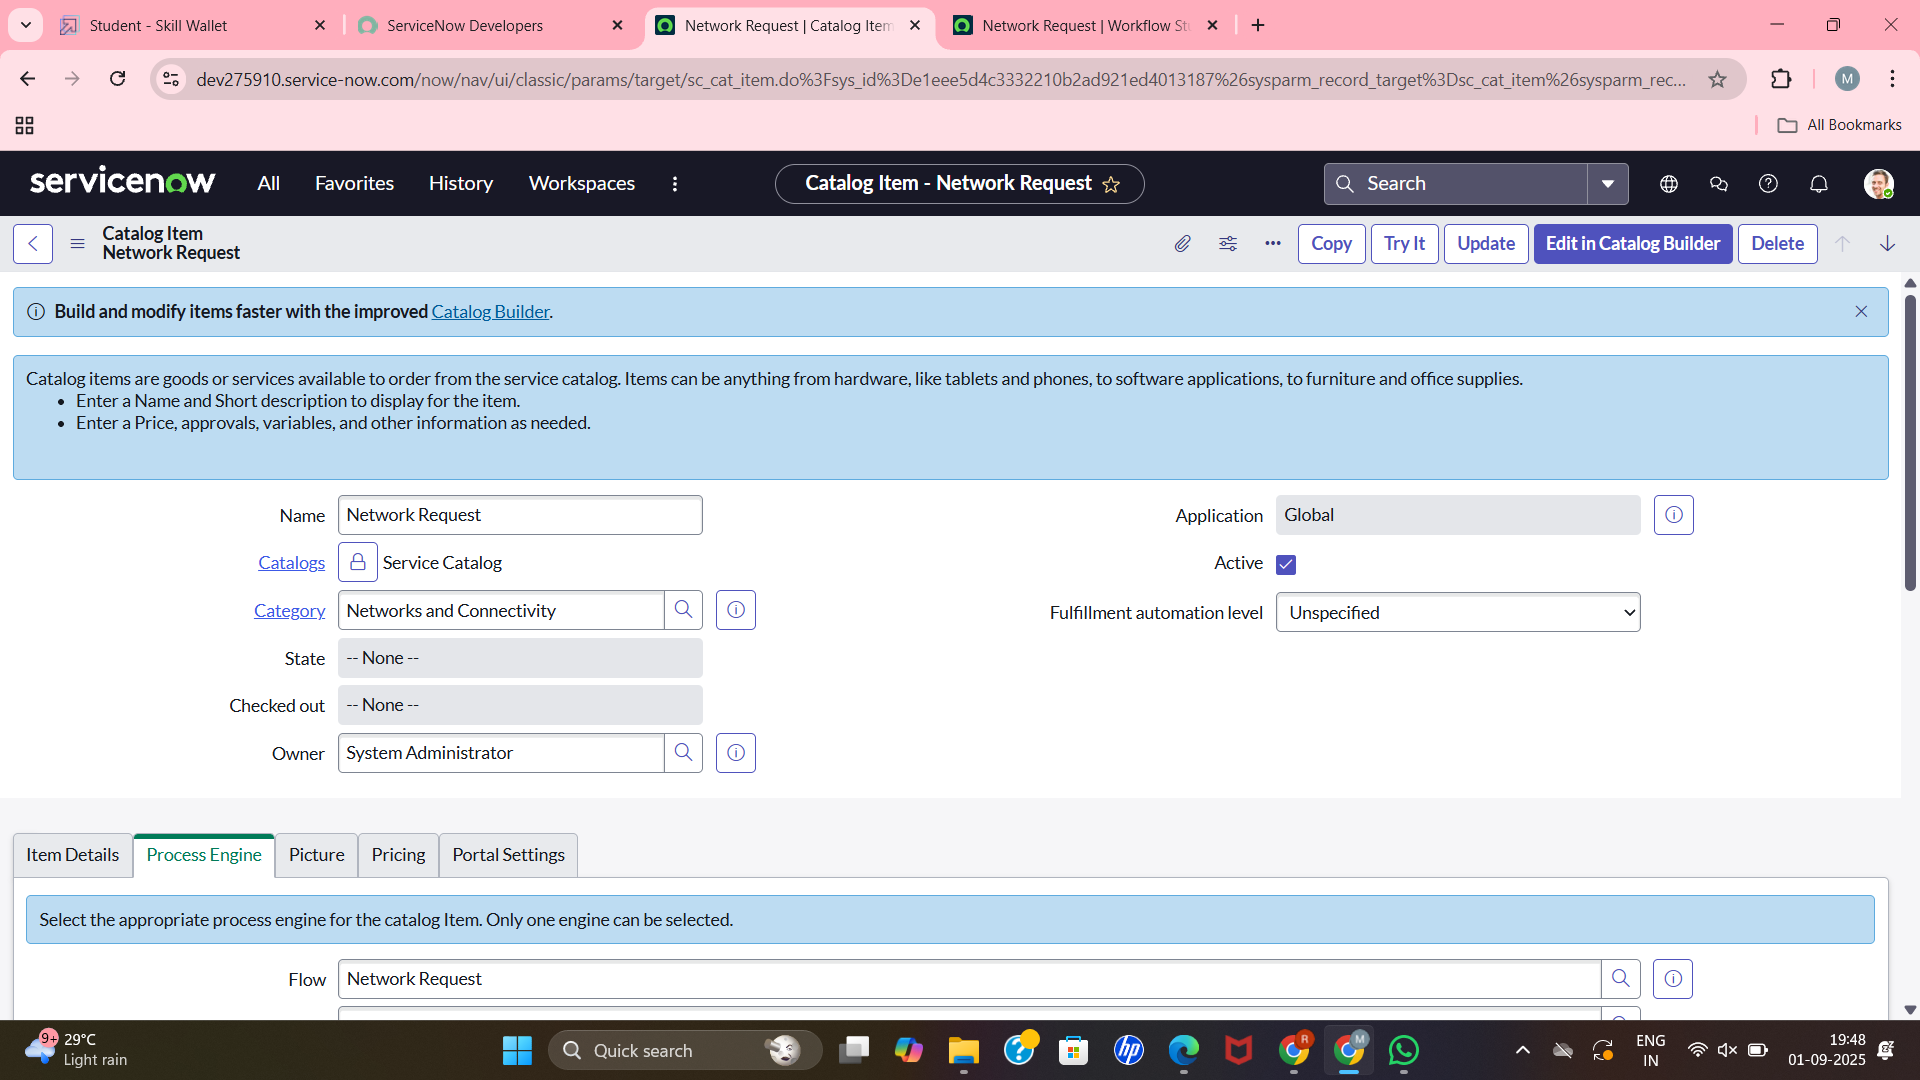 Student - Skill Wallet
ServiceNow Developers
Network Request | Catalog Item
Network Request | Workflow St
dev275910.service-now.com/now/nav/ui/classic/params/target/sc_cat_item.do%3Fsys_id%3De1eee5d4c3332210b2ad921ed4013187%26sysparm_record_target%3Dsc_cat_item%26sysparm_rec...
M
All Bookmarks
servicenow
All
Favorites
History
Workspaces
Catalog Item - Network Request
Search
Catalog Item
Network Request
Copy
Try It
Update
Edit in Catalog Builder
Delete
Build and modify items faster with the improved Catalog Builder.
Catalog items are goods or services available to order from the service catalog. Items can be anything from hardware, like tablets and phones, to software applications, to furniture and office supplies.
• Enter a Name and Short description to display for the item.
• Enter a Price, approvals, variables, and other information as needed.
Name
Network Request
Application
Global
Catalogs
Service Catalog
Active
Category
Networks and Connectivity
Fulfillment automation level
Unspecified
State
-- None --
Checked out
-- None --
Owner
System Administrator
Item Details
Process Engine
Picture
Pricing
Portal Settings
Select the appropriate process engine for the catalog Item. Only one engine can be selected.
Flow
Network Request
9+
29°C
Light rain
Quick search
hp
R
M
ENG
IN
19:48
01-09-2025